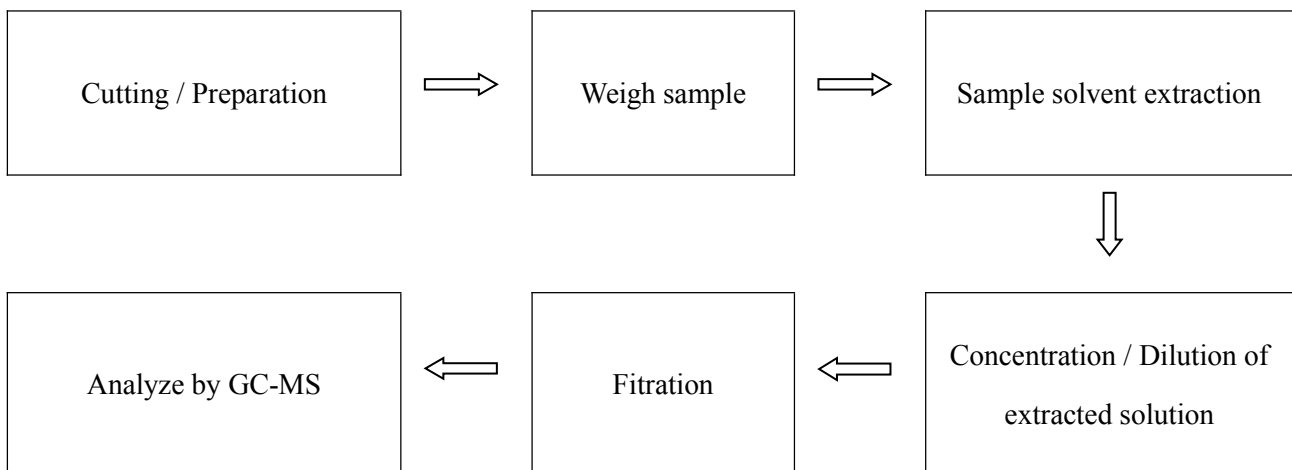 Cutting / Preparation
Weigh sample
Sample solvent extraction
Concentration / Dilution of
extracted solution
Fitration
Analyze by GC-MS